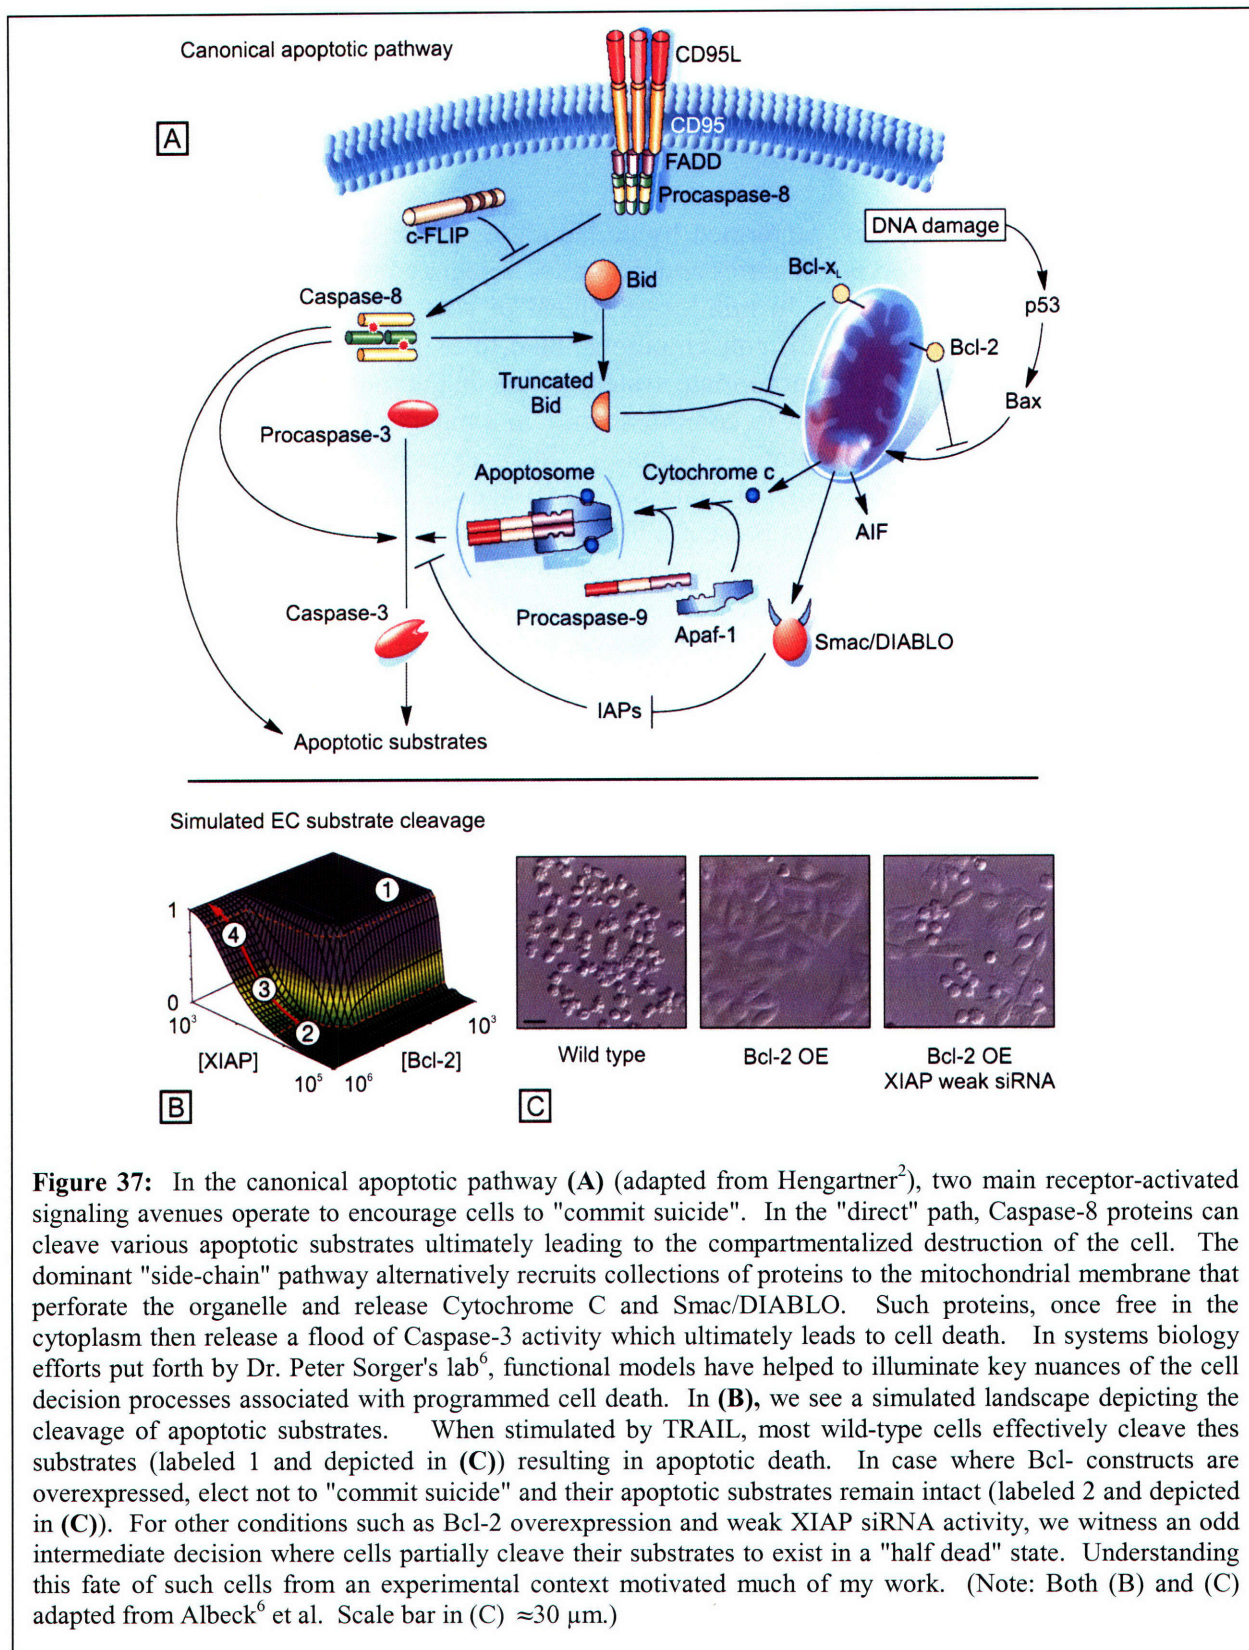 Canonical apoptotic pathway
CD95L
A
CD95
FADD
Procaspase-8
c-FLIP
DNA damage
Bcl-xL
Bid
Caspase-8
p53
Bcl-2
Truncated
Bid
Bax
Procaspase-3
Apoptosome
Cytochrome c
AIF
Procaspase-9
Caspase-3
Apaf-1
Smac/DIABLO
IAPs
Apoptotic substrates
Simulated EC substrate cleavage
1
1
4
3
0
2
10³
10³
[XIAP]
[Bcl-2]
10⁵
10⁶
B
Wild type
Bcl-2 OE
Bcl-2 OE
XIAP weak siRNA
C
Figure 37: In the canonical apoptotic pathway (A) (adapted from Hengartner²), two main receptor-activated
signaling avenues operate to encourage cells to "commit suicide". In the "direct" path, Caspase-8 proteins can
cleave various apoptotic substrates ultimately leading to the compartmentalized destruction of the cell. The
dominant "side-chain" pathway alternatively recruits collections of proteins to the mitochondrial membrane that
perforate the organelle and release Cytochrome C and Smac/DIABLO. Such proteins, once free in the
cytoplasm then release a flood of Caspase-3 activity which ultimately leads to cell death. In systems biology
efforts put forth by Dr. Peter Sorger's lab⁶, functional models have helped to illuminate key nuances of the cell
decision processes associated with programmed cell death. In (B), we see a simulated landscape depicting the
cleavage of apoptotic substrates. When stimulated by TRAIL, most wild-type cells effectively cleave thes
substrates (labeled 1 and depicted in (C)) resulting in apoptotic death. In case where Bcl- constructs are
overexpressed, elect not to "commit suicide" and their apoptotic substrates remain intact (labeled 2 and depicted
in (C)). For other conditions such as Bcl-2 overexpression and weak XIAP siRNA activity, we witness an odd
intermediate decision where cells partially cleave their substrates to exist in a "half dead" state. Understanding
this fate of such cells from an experimental context motivated much of my work. (Note: Both (B) and (C)
adapted from Albeck⁶ et al. Scale bar in (C) ≈30 μm.)